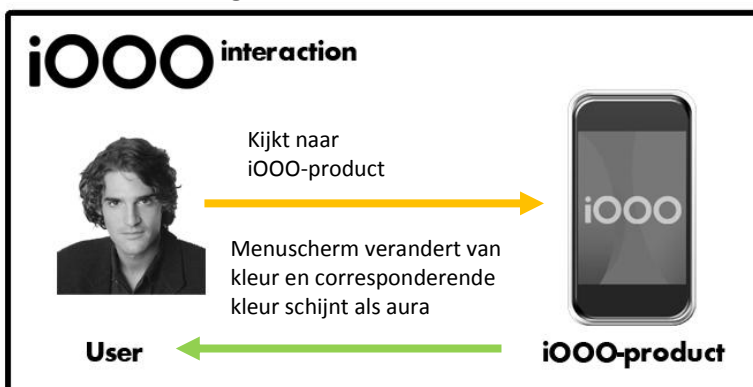 iOOO interaction
Kijkt naar
iOOO-product
iOOO
Menuscherm verandert van
kleur en corresponderende
kleur schijnt als aura
User
iOOO-product